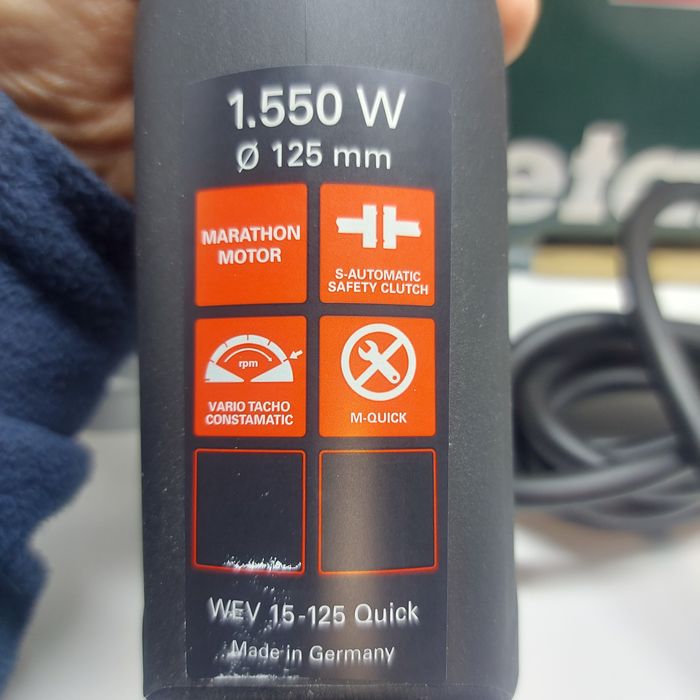 1.550 W
Ø 125 mm
MARATHON
MOTOR
S-AUTOMATIC
SAFETY CLUTCH
rpm
VARIO TACHO
CONSTAMATIC
M-QUICK
WEV 15-125 Quick
Made in Germany